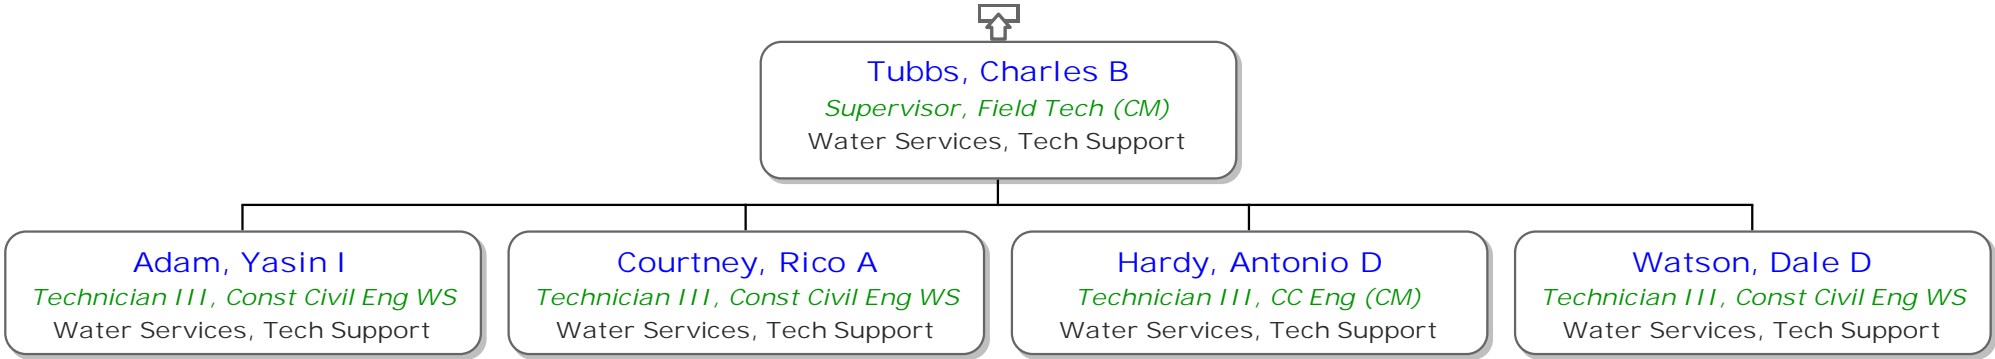 Tubbs, Charles B
Supervisor, Field Tech (CM)
Water Services, Tech Support
Adam, Yasin I
Technician III, Const Civil Eng WS
Water Services, Tech Support
Courtney, Rico A
Technician III, Const Civil Eng WS
Water Services, Tech Support
Hardy, Antonio D
Technician III, CC Eng (CM)
Water Services, Tech Support
Watson, Dale D
Technician III, Const Civil Eng WS
Water Services, Tech Support